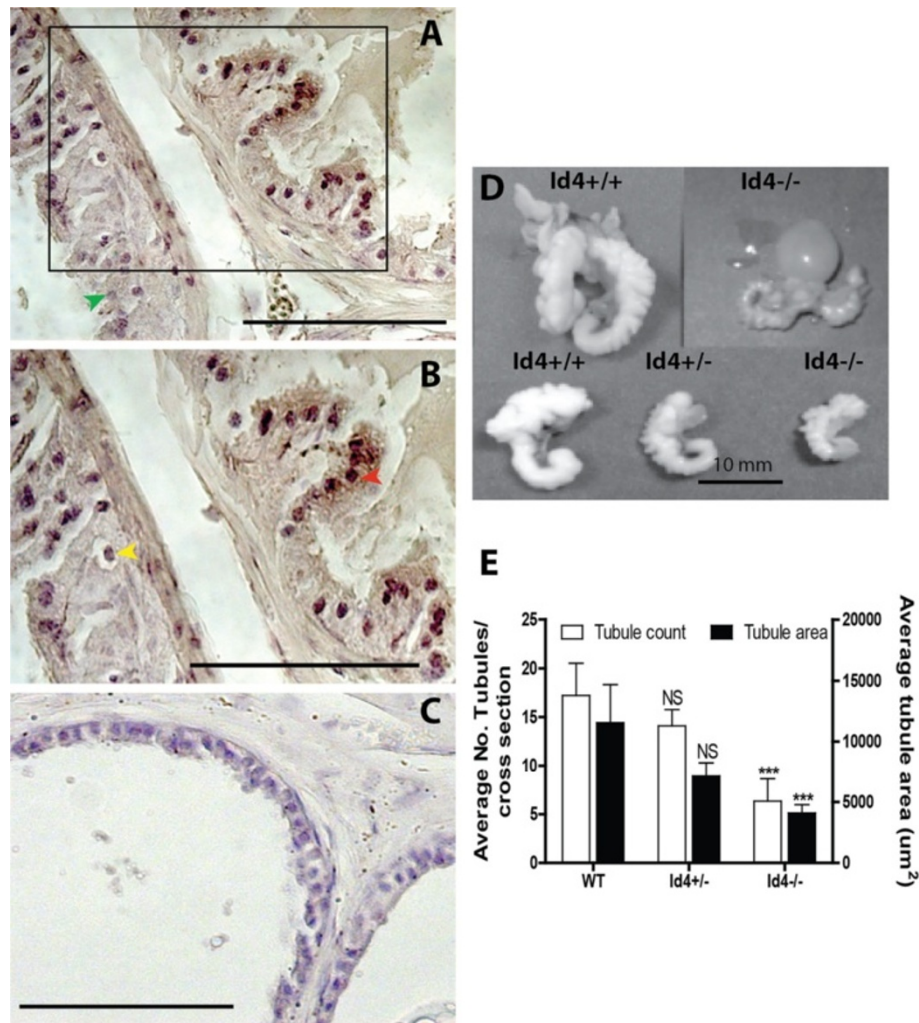 A
B
C
D
Id4+/+
Id4-/-
Id4+/+
Id4+/-
Id4-/-
10 mm
E
Average No. Tubules/
cross section
25
20
15
10
5
0
Tubule count
Tubule area
NS
NS
***
***
WT
Id4+/-
Id4-/-
20000
15000
10000
5000
0
Average tubule
area (um²)